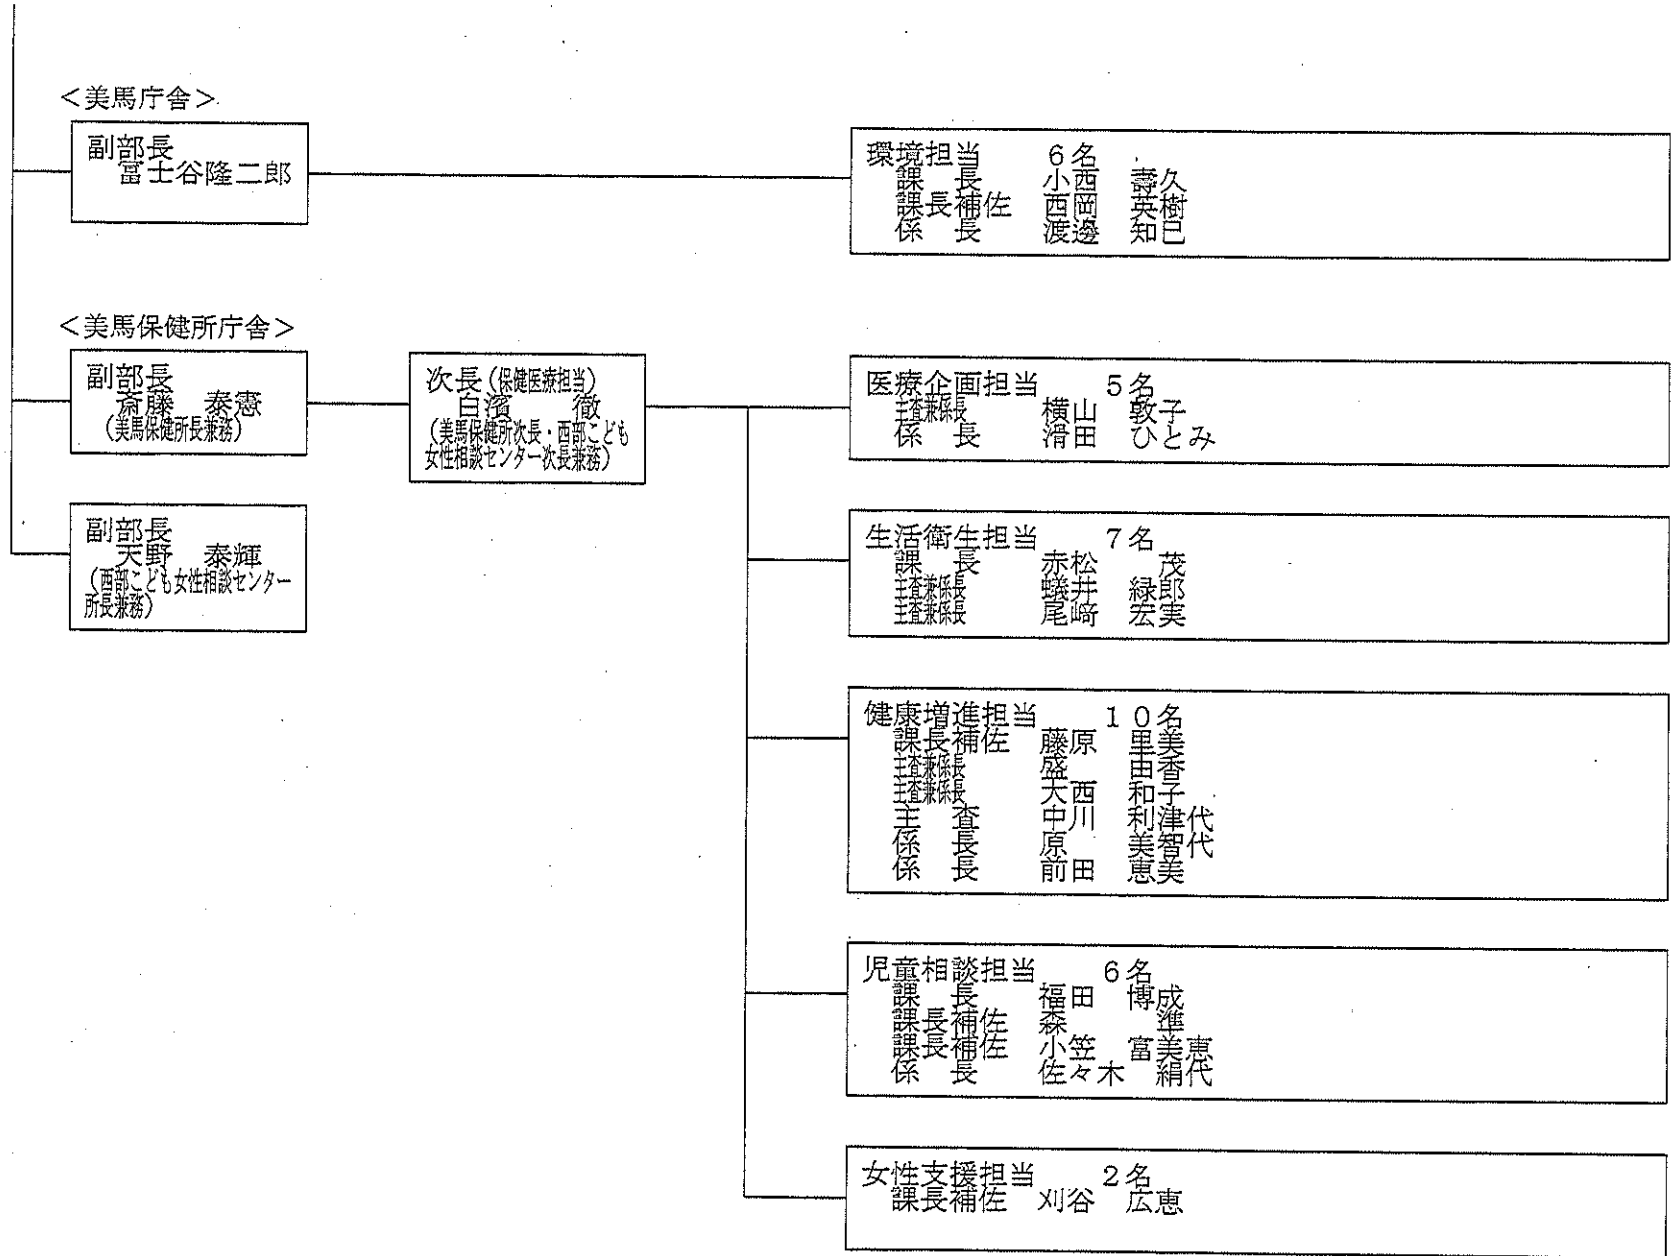 ＜美馬庁舎＞
副部長
冨士谷隆二郎
環境担当　　６名
課　長　　小西　壽久
課長補佐　西岡　英樹
係　長　　渡邊　知巳
＜美馬保健所庁舎＞
副部長
斎藤　泰憲
（美馬保健所長兼務）
次長（保健医療担当）
白濱　　徹
（美馬保健所次長・西部こども
女性相談センター次長兼務）
医療企画担当　　５名
主査兼係長　　横山　敦子
係　長　　滑田　ひとみ
副部長
天野　泰輝
（西部こども女性相談センター
所長兼務）
生活衛生担当　　７名
課　長　　赤松　　茂
主査兼係長　　蟻井　緑郎
主査兼係長　　尾﨑　宏実
健康増進担当　　１０名
課長補佐　藤原　里美
主査兼係長　　盛　　由香
主査兼係長　　大西　和子
主　査　　中川　利津代
係　長　　原　　美智代
係　長　　前田　恵美
児童相談担当　　６名
課　長　　福田　博成
課長補佐　森　　準
課長補佐　小笠　富美恵
係　長　　佐々木　絹代
女性支援担当　　２名
課長補佐　刈谷　広恵